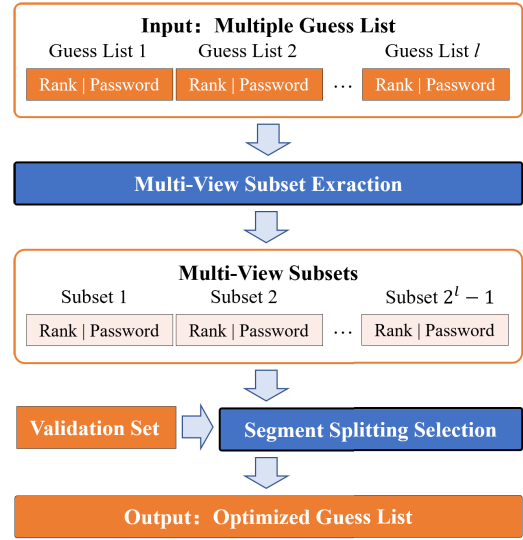 Input：Multiple Guess List
Guess List 1 Guess List 2 Guess List l
Rank | Password Rank | Password … Rank | Password
Multi-View Subset Exraction
Multi-View Subsets
Subset 1 Subset 2 Subset 2^l − 1
Rank | Password Rank | Password … Rank | Password
Validation Set Segment Splitting Selection
Output：Optimized Guess List